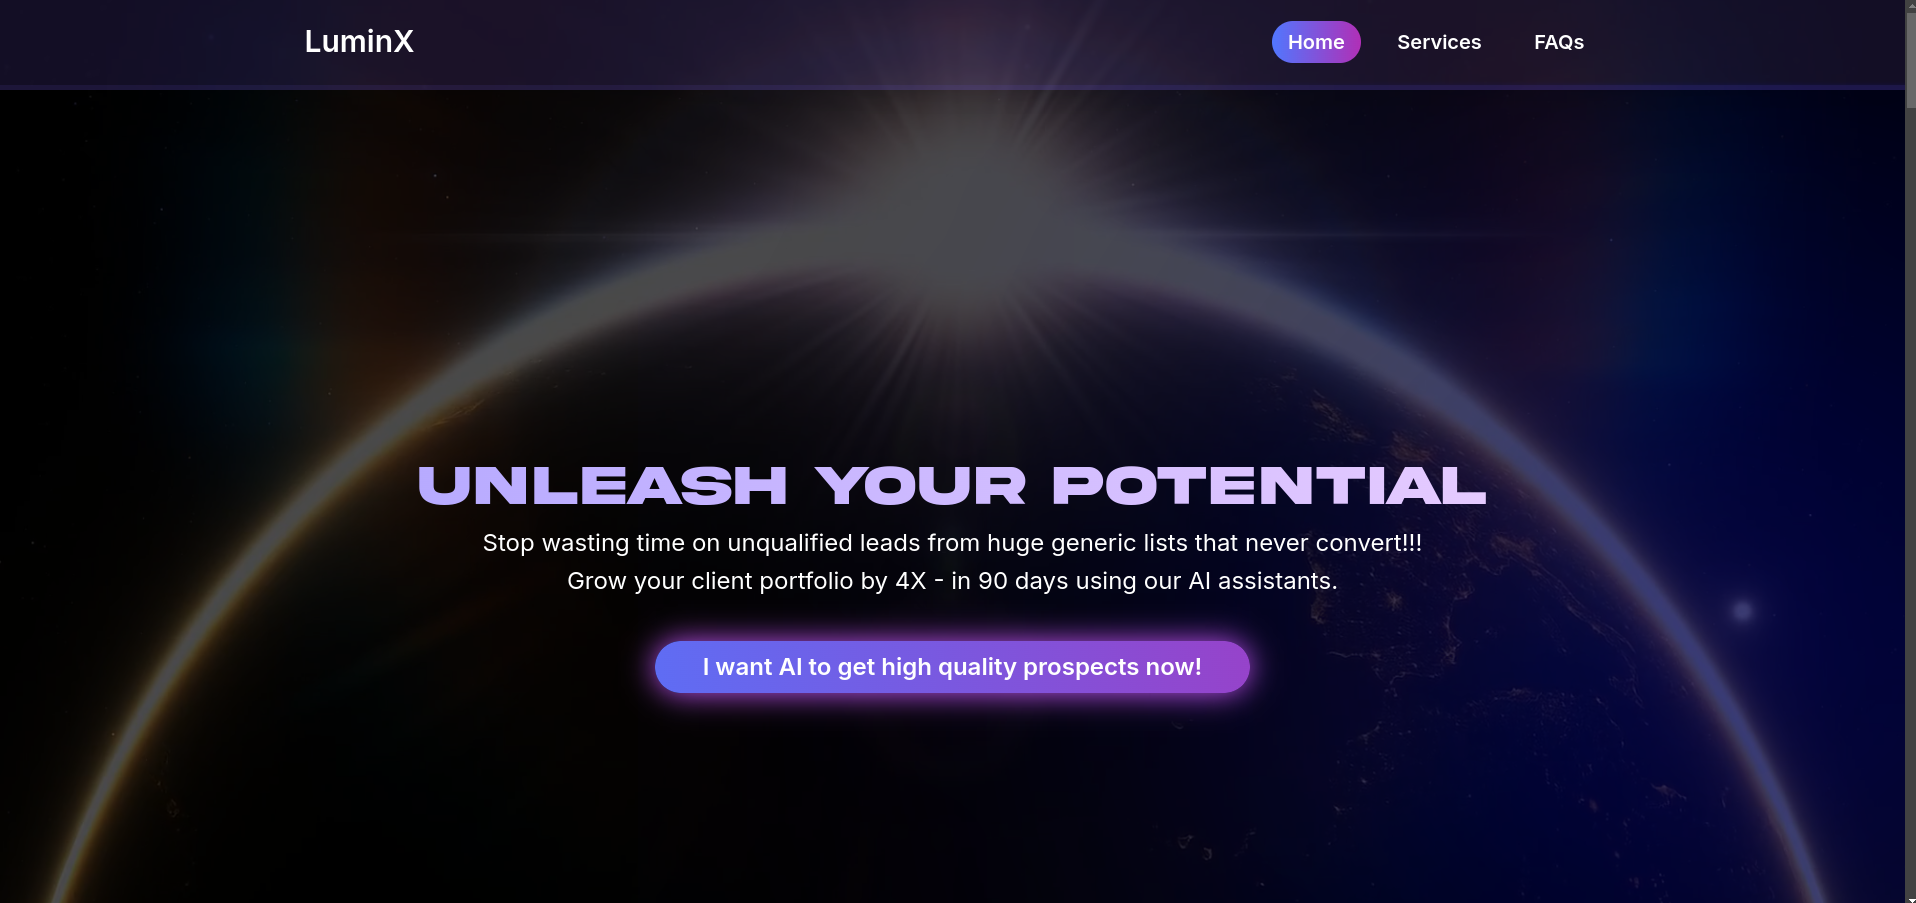 LuminX
Home
Services
FAQs
UNLEASH YOUR POTENTIAL
Stop wasting time on unqualified leads from huge generic lists that never convert!!!
Grow your client portfolio by 4X - in 90 days using our AI assistants.
I want AI to get high quality prospects now!